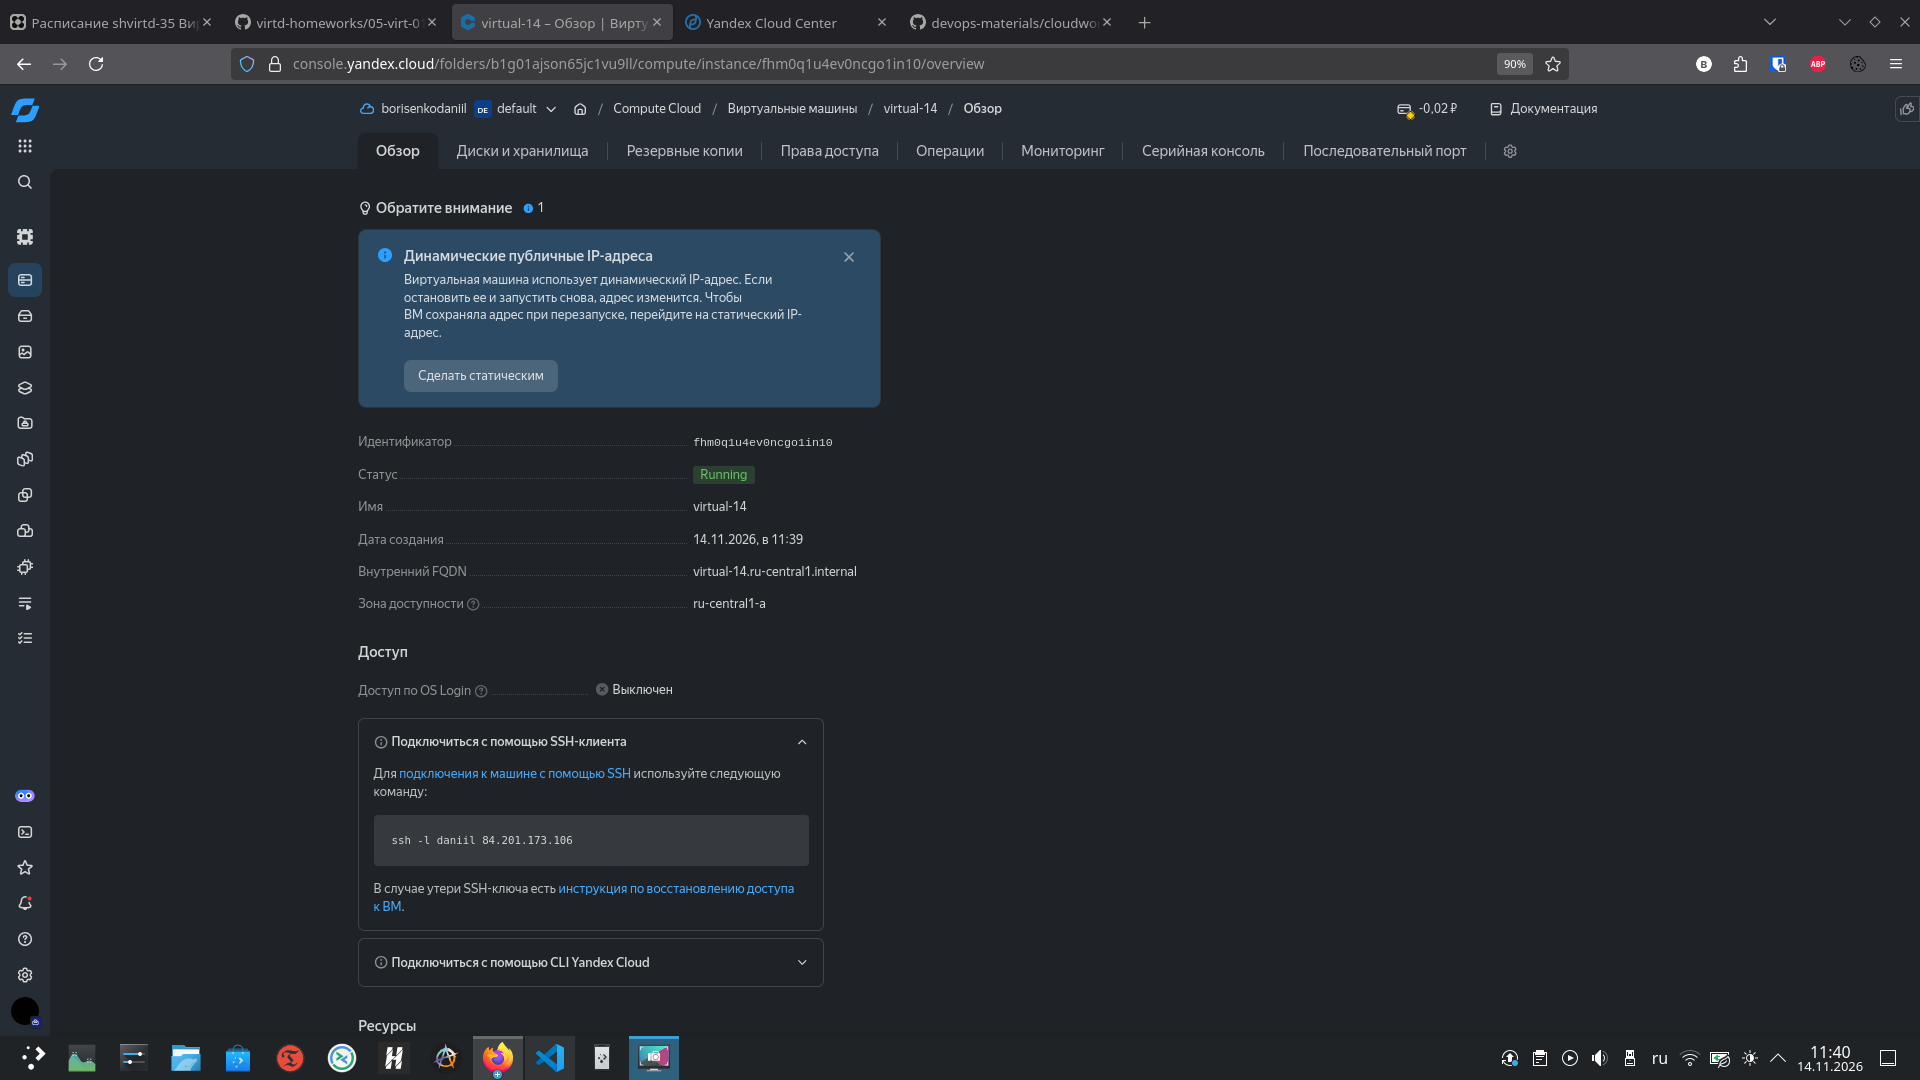 Расписание shvirtd-35 Ви
virtd-homeworks/05-virt-0
virtual-14 – Обзор | Вирту
Yandex Cloud Center
devops-materials/cloudwo
console.yandex.cloud/folders/b1g01ajson65jc1vu9ll/compute/instance/fhm0q1u4ev0ncgo1in10/overview
90%
B
ABP
borisenkodaniil DE default / Compute Cloud / Виртуальные машины / virtual-14 / Обзор
-0,02 ₽
Документация
Обзор
Диски и хранилища
Резервные копии
Права доступа
Операции
Мониторинг
Серийная консоль
Последовательный порт
Обратите внимание 1
Динамические публичные IP-адреса
Виртуальная машина использует динамический IP-адрес. Если
остановить ее и запустить снова, адрес изменится. Чтобы
ВМ сохраняла адрес при перезапуске, перейдите на статический IP-
адрес.
Сделать статическим
Идентификатор fhm0q1u4ev0ncgo1in10
Статус Running
Имя virtual-14
Дата создания 14.11.2026, в 11:39
Внутренний FQDN virtual-14.ru-central1.internal
Зона доступности ru-central1-a
Доступ
Доступ по OS Login Выключен
Подключиться с помощью SSH-клиента
Для подключения к машине с помощью SSH используйте следующую
команду:
ssh -l daniil 84.201.173.106
В случае утери SSH-ключа есть инструкция по восстановлению доступа
к ВМ.
Подключиться с помощью CLI Yandex Cloud
Ресурсы
ru
11:40
14.11.2026